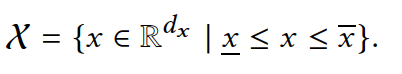 𝒳 = {x ∈ ℝ^{d_x} | x̲ ≤ x ≤ x̅}.